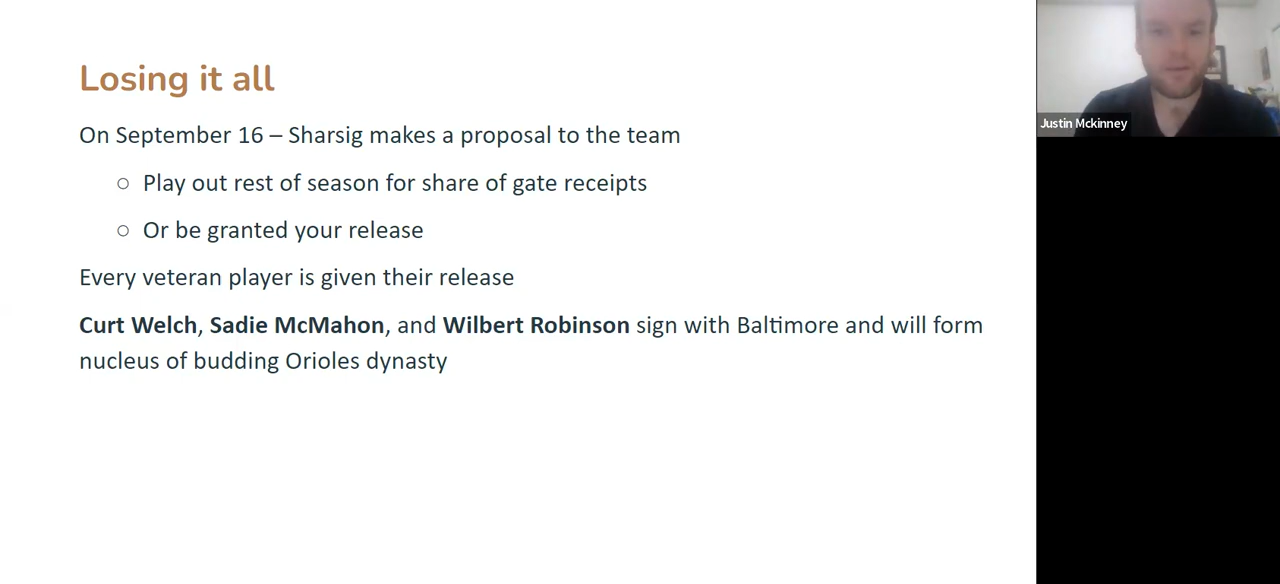 Losing it all
On September 16 – Sharsig makes a proposal to the team
○ Play out rest of season for share of gate receipts
○ Or be granted your release
Every veteran player is given their release
Curt Welch, Sadie McMahon, and Wilbert Robinson sign with Baltimore and will form
nucleus of budding Orioles dynasty
Justin Mckinney